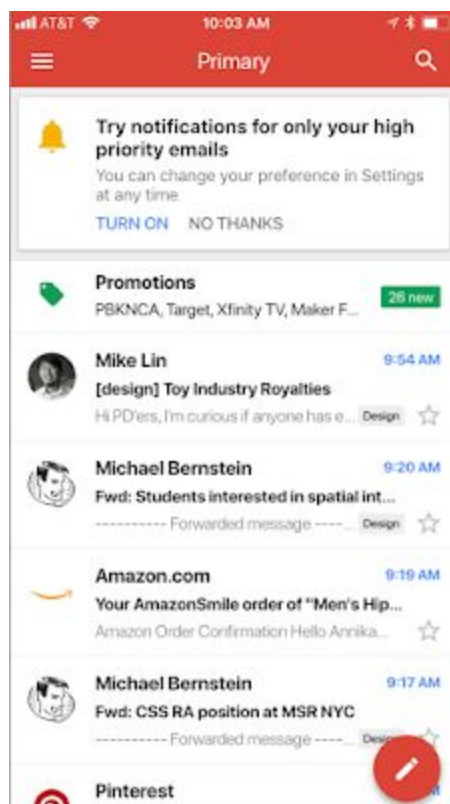 AT&T 10:03 AM
Primary
Try notifications for only your high
priority emails
You can change your preference in Settings
at any time
TURN ON NO THANKS
Promotions
PBKNCA, Target, Xfinity TV, Maker F... 26 new
Mike Lin 9:54 AM
[design] Toy Industry Royalties
Hi PD'ers, I'm curious if anyone has e... Design
Michael Bernstein 9:20 AM
Fwd: Students interested in spatial int...
---------- Forwarded message ----... Design
Amazon.com 9:19 AM
Your AmazonSmile order of "Men's Hip...
Amazon Order Confirmation Hello Annika...
Michael Bernstein 9:17 AM
Fwd: CSS RA position at MSR NYC
---------- Forwarded message ----...
Pinterest